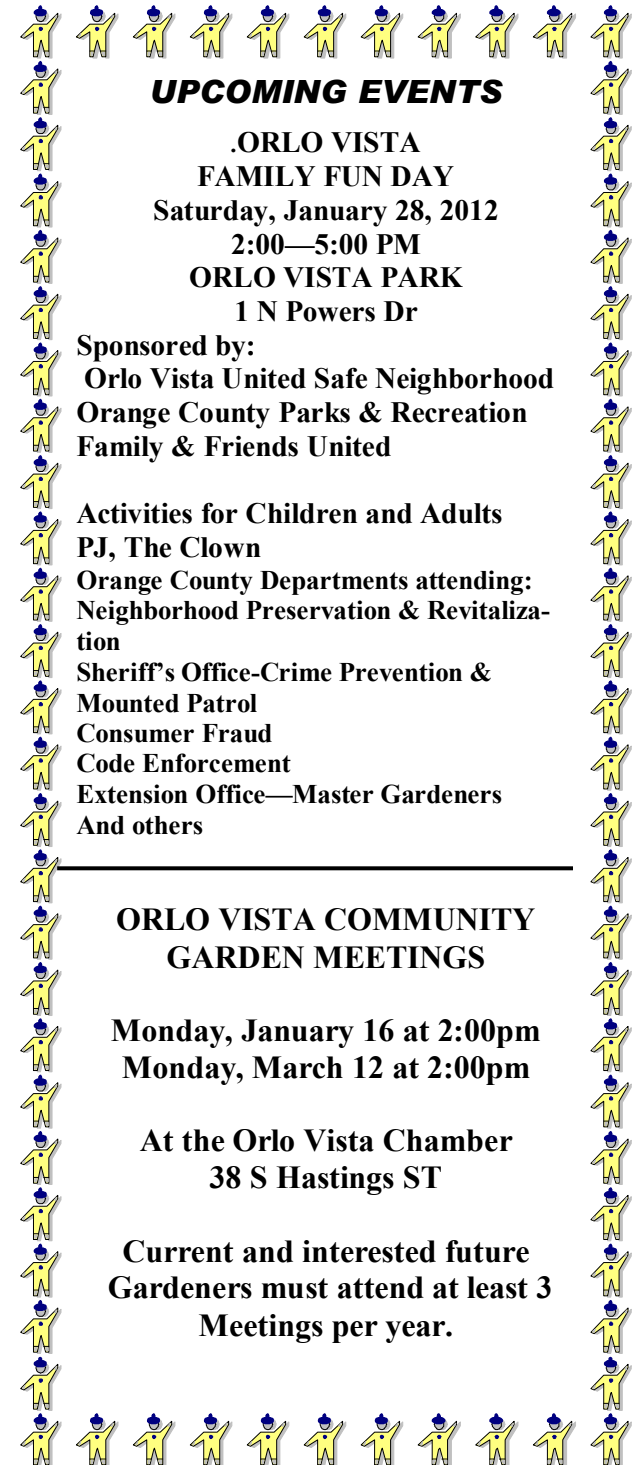 UPCOMING EVENTS
.ORLO VISTA
FAMILY FUN DAY
Saturday, January 28, 2012
2:00—5:00 PM
ORLO VISTA PARK
1 N Powers Dr
Sponsored by:
Orlo Vista United Safe Neighborhood
Orange County Parks & Recreation
Family & Friends United
Activities for Children and Adults
PJ, The Clown
Orange County Departments attending:
Neighborhood Preservation & Revitaliza-
tion
Sheriff’s Office-Crime Prevention &
Mounted Patrol
Consumer Fraud
Code Enforcement
Extension Office—Master Gardeners
And others
ORLO VISTA COMMUNITY
GARDEN MEETINGS
Monday, January 16 at 2:00pm
Monday, March 12 at 2:00pm
At the Orlo Vista Chamber
38 S Hastings ST
Current and interested future
Gardeners must attend at least 3
Meetings per year.